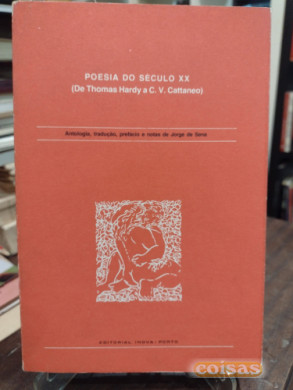 POESIA DO SÉCULO XX
(De Thomas Hardy a C. V. Cattaneo)
Antologia, tradução, prefácio e notas de Jorge de Sena
EDITORIAL INOVA / PORTO
coisas